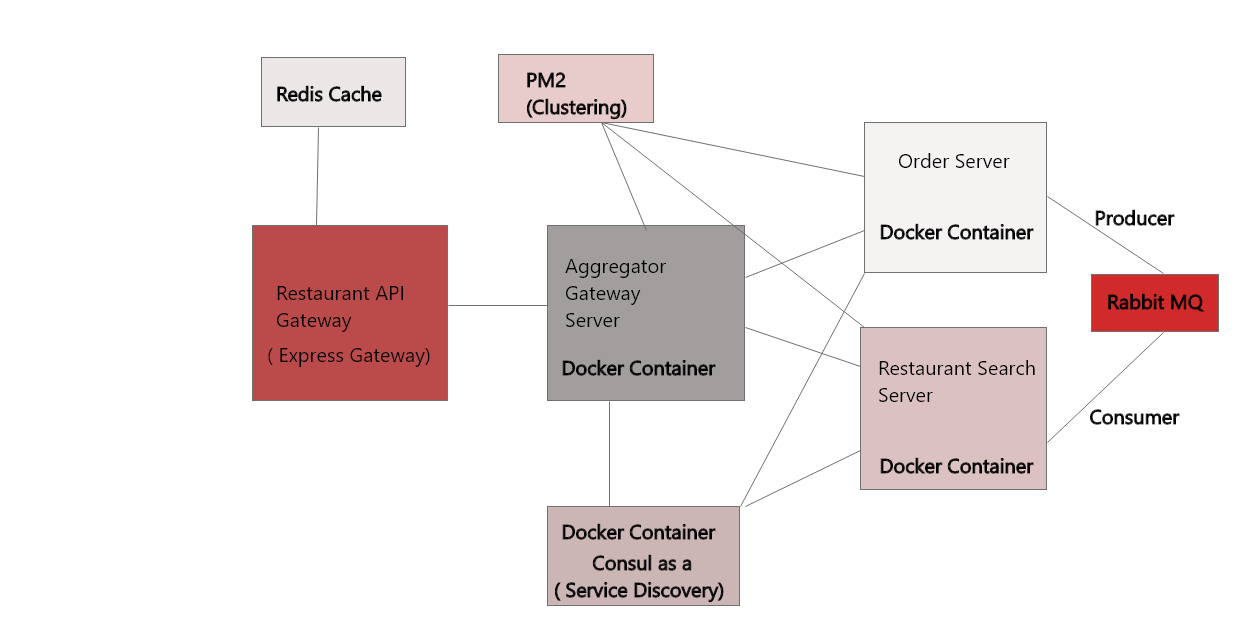 Redis Cache
PM2
(Clustering)
Order Server
Docker Container
Producer
Restaurant API
Gateway
( Express Gateway)
Aggregator
Gateway
Server
Docker Container
Rabbit MQ
Restaurant Search
Server
Docker Container
Consumer
Docker Container
Consul as a
( Service Discovery)